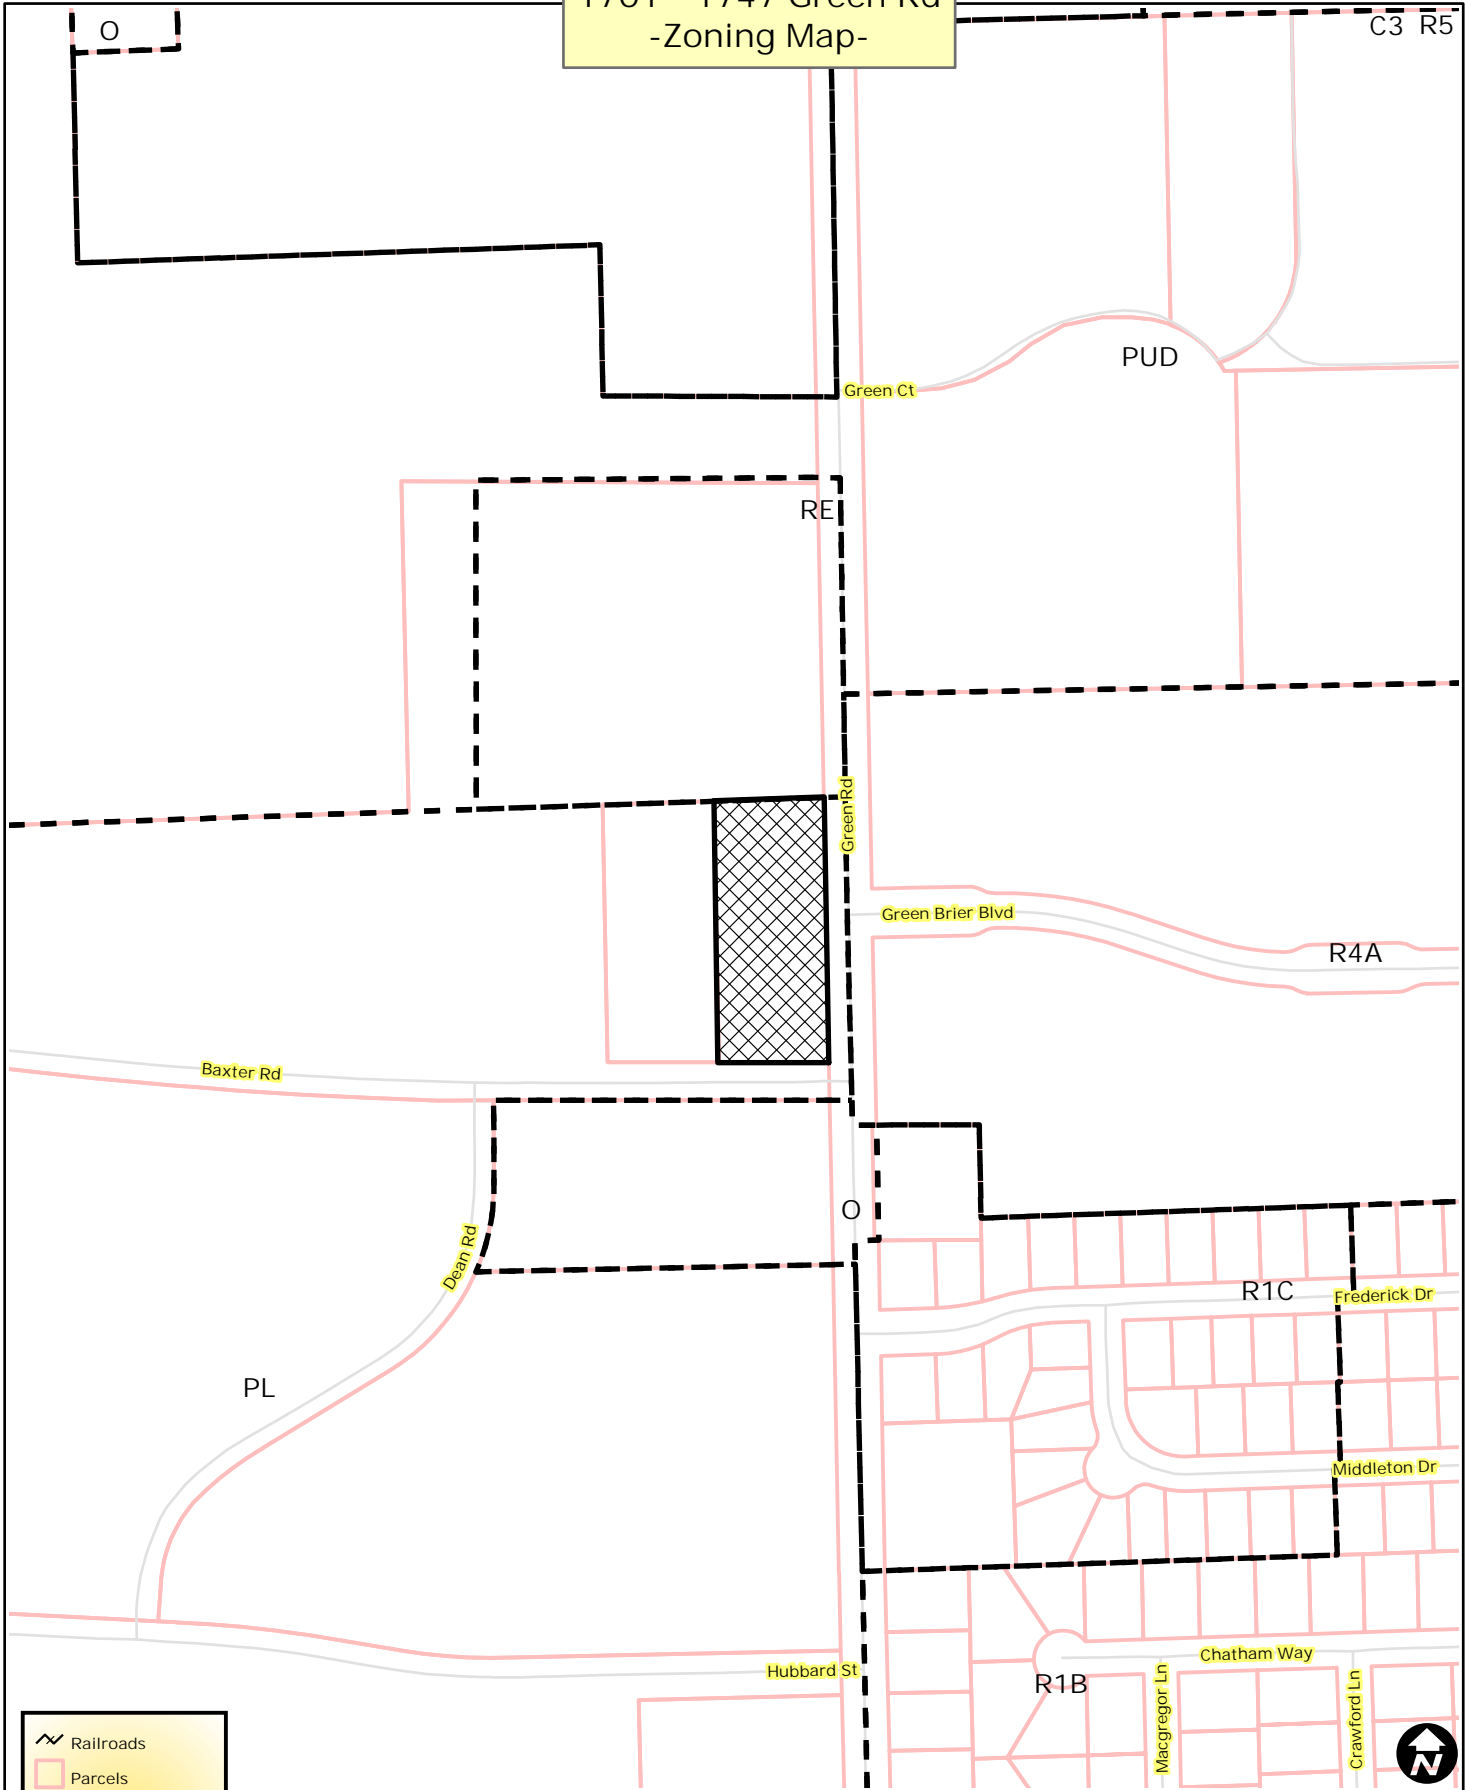 -Zoning Map-
O
C3 R5
PUD
Green Ct
RE
Green Rd
Green Brier Blvd
R4A
Baxter Rd
O
Dean Rd
R1C
Frederick Dr
PL
Middleton Dr
Chatham Way
Hubbard St
R1B
Macgregor Ln
Crawford Ln
Railroads
Parcels
N